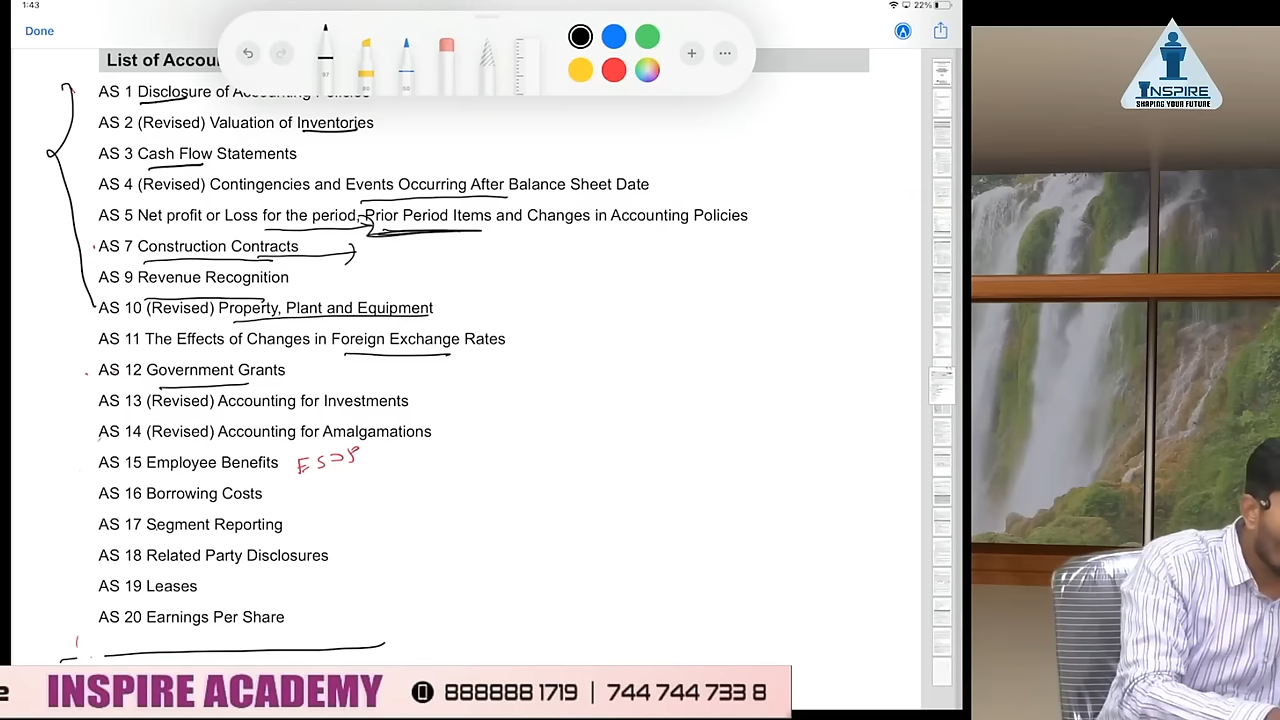 1:43
22%
Done
List of Accou
AS 1 Disclosure of Accounting Policies
AS 2 (Revised) Valuation of Inventories
AS 3 Cash Flow Statements
AS 4 (Revised) Contingencies and Events Occurring After Balance Sheet Date
AS 5 Net profit or Loss for the period, Prior Period Items and Changes in Accounting Policies
AS 7 Construction Contracts
AS 9 Revenue Recognition
AS 10 (Revised) Property, Plant and Equipment
AS 11 The Effects of Changes in Foreign Exchange Rates
AS 12 Government Grants
AS 13 (Revised) Accounting for Investments
AS 14 (Revised) Accounting for Amalgamations
AS 15 Employee Benefits ESOP
AS 16 Borrowing Costs
AS 17 Segment Reporting
AS 18 Related Party Disclosures
AS 19 Leases
AS 20 Earnings Per Share
INSPIRE
SHAPING YOUR FUTURE
e INSPIRE ACADEMY 888888 1719 | 744 744 733 8